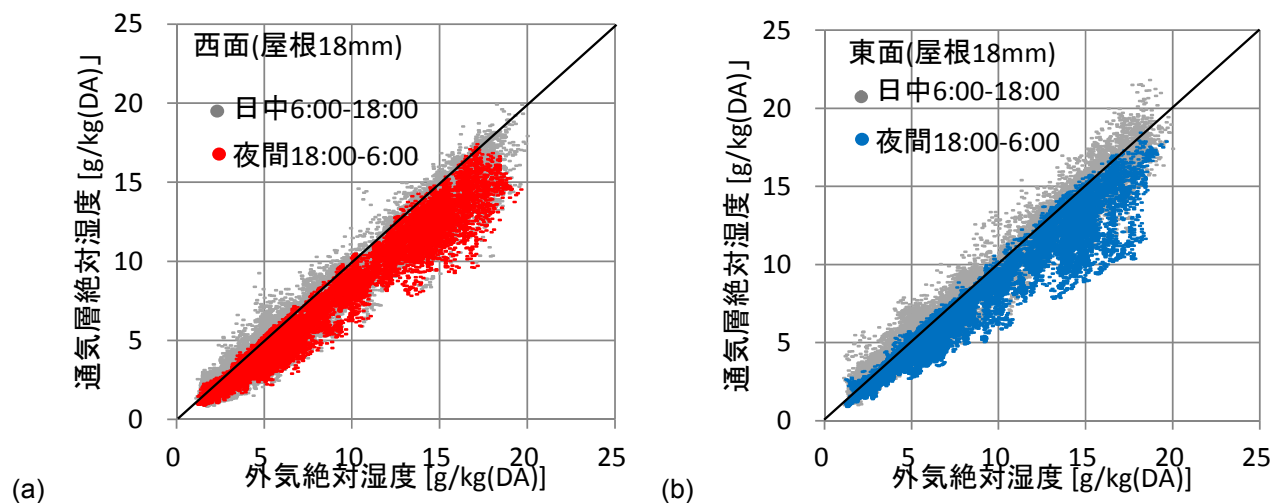 25
20
15
10
5
0
通気層絶対湿度 [g/kg(DA)]」
西面(屋根18mm)
日中6:00-18:00
夜間18:00-6:00
0 5 10 15 20 25
外気絶対湿度 [g/kg(DA)]
(a)
25
20
15
10
5
0
通気層絶対湿度 [g/kg(DA)]」
東面(屋根18mm)
日中6:00-18:00
夜間18:00-6:00
0 5 10 15 20 25
外気絶対湿度 [g/kg(DA)]
(b)